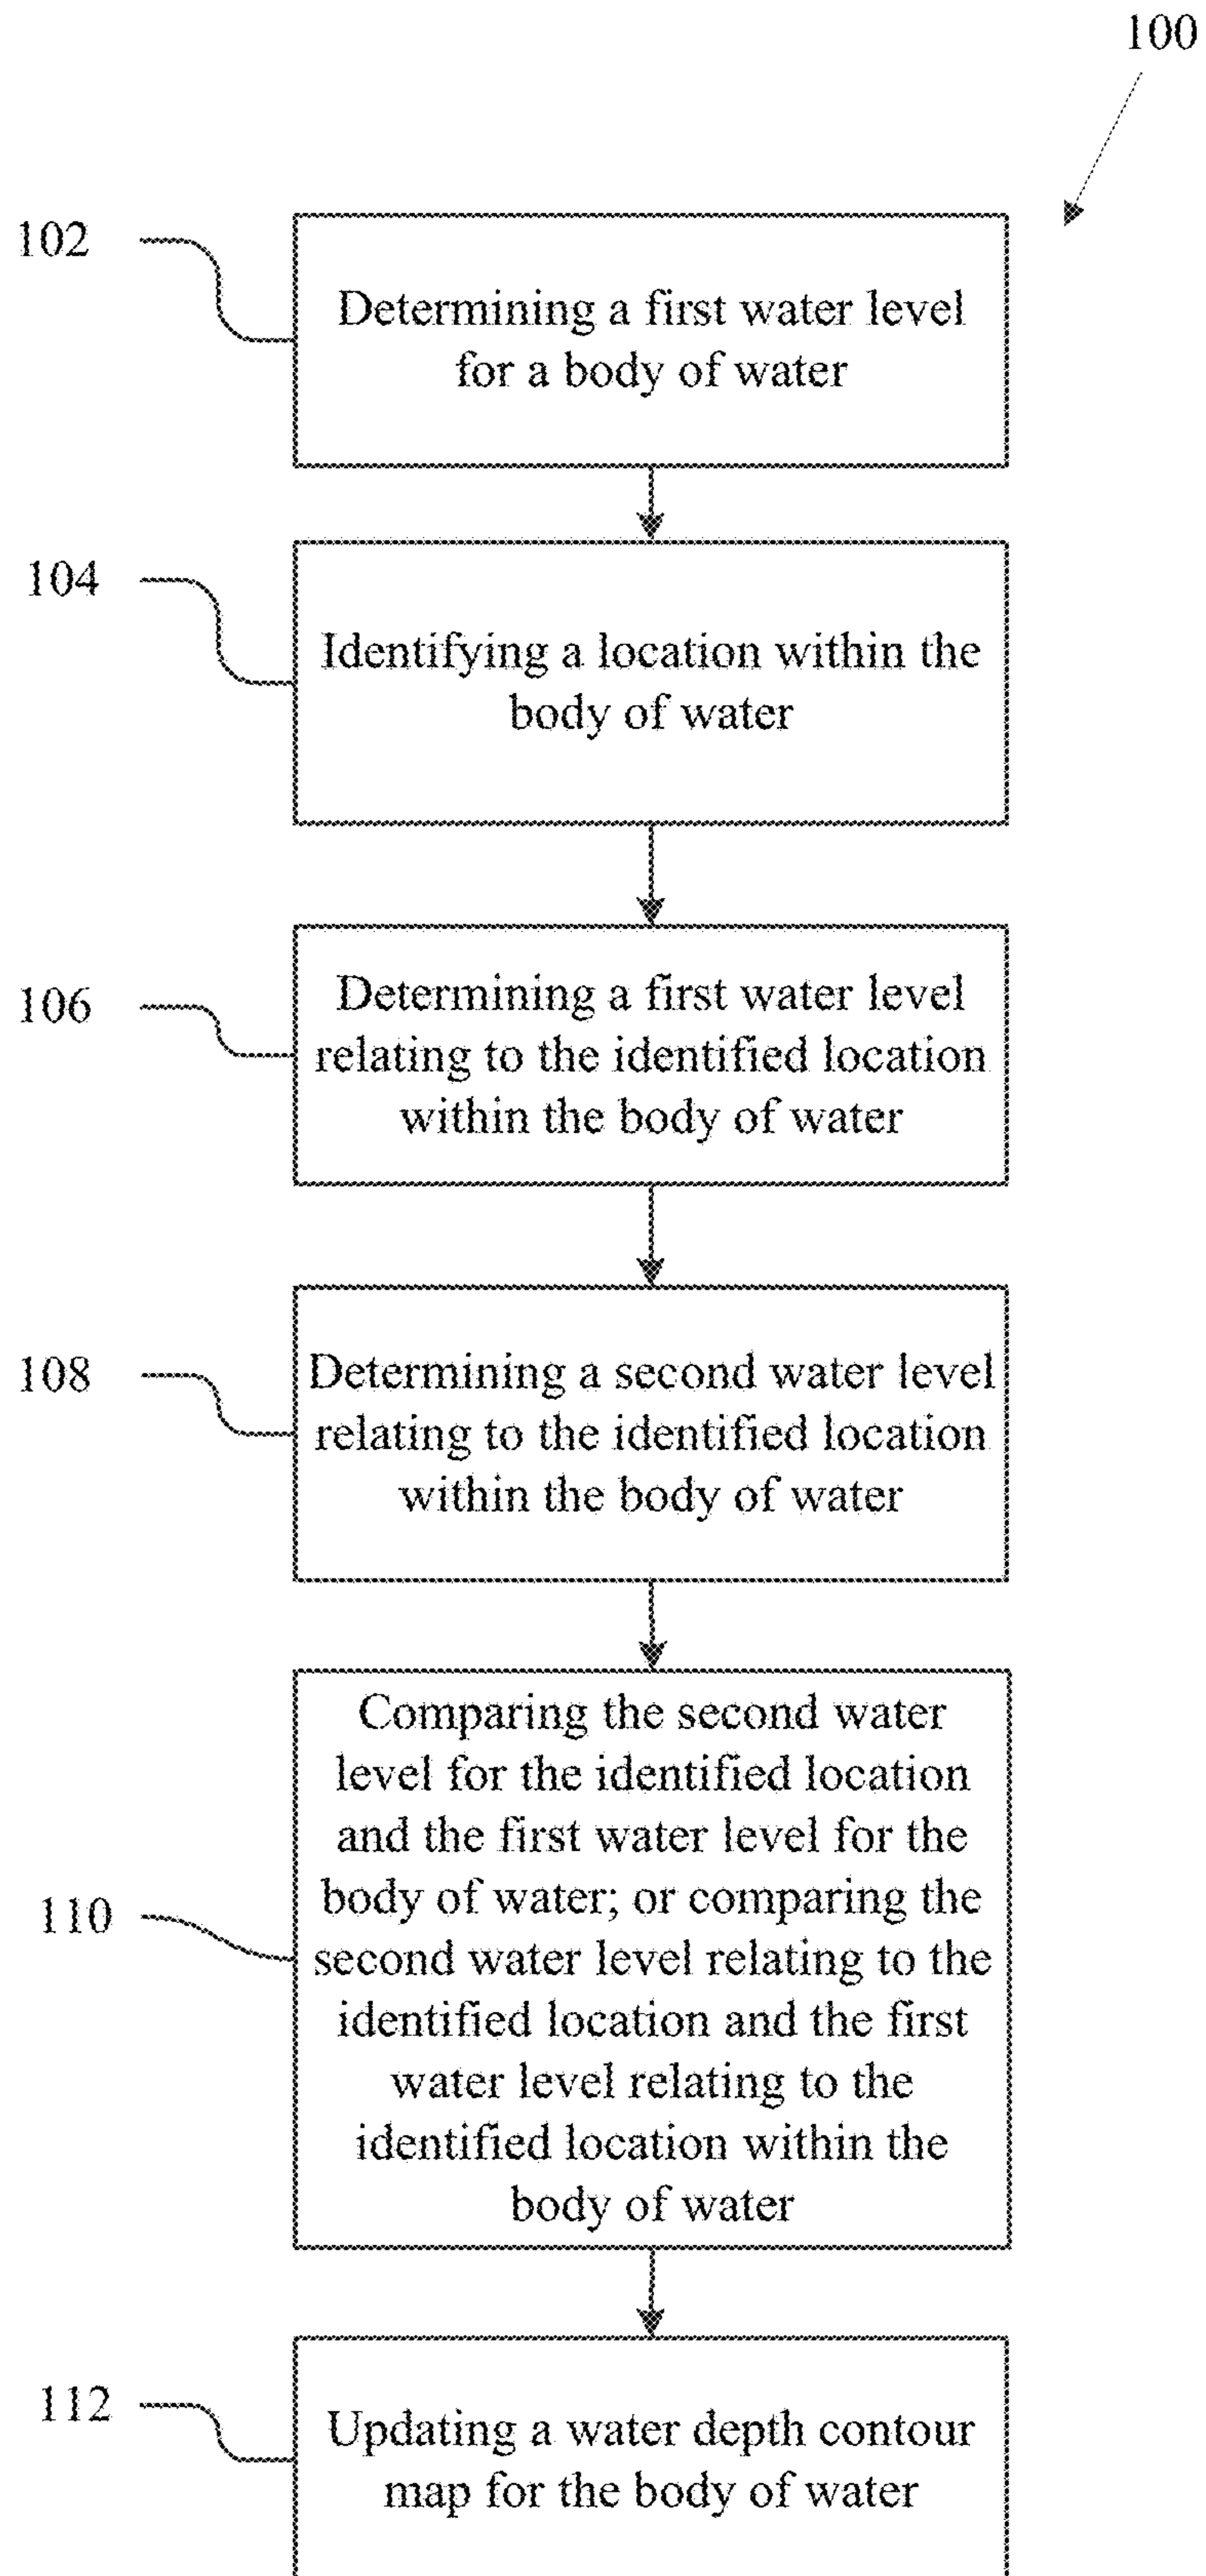 100
102
Determining a first water level
for a body of water
104
Identifying a location within the
body of water
106
Determining a first water level
relating to the identified location
within the body of water
108
Determining a second water level
relating to the identified location
within the body of water
110
Comparing the second water
level for the identified location
and the first water level for the
body of water; or comparing the
second water level relating to the
identified location and the first
water level relating to the
identified location within the
body of water
112
Updating a water depth contour
map for the body of water